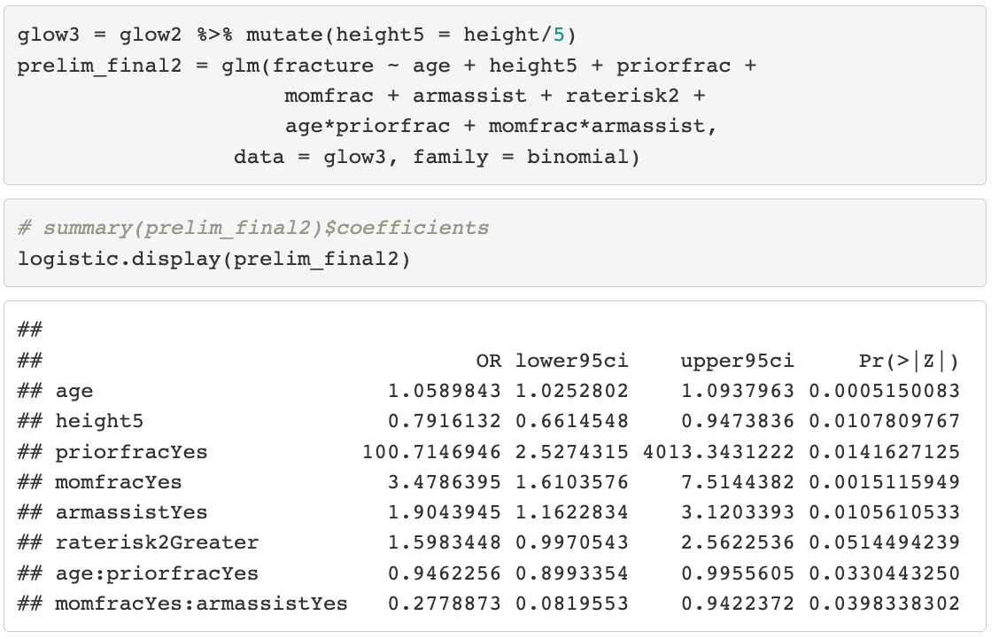 glow3 = glow2 %>% mutate(height5 = height/5)
prelim_final2 = glm(fracture ~ age + height5 + priorfrac +
                     momfrac + armassist + raterisk2 +
                     age*priorfrac + momfrac*armassist,
                 data = glow3, family = binomial)
# summary(prelim_final2)$coefficients
logistic.display(prelim_final2)
##
##                                  OR lower95ci    upper95ci     Pr(>|Z|)
## age                       1.0589843 1.0252802    1.0937963 0.0005150083
## height5                   0.7916132 0.6614548    0.9473836 0.0107809767
## priorfracYes            100.7146946 2.5274315 4013.3431222 0.0141627125
## momfracYes                3.4786395 1.6103576    7.5144382 0.0015115949
## armassistYes              1.9043945 1.1622834    3.1203393 0.0105610533
## raterisk2Greater          1.5983448 0.9970543    2.5622536 0.0514494239
## age:priorfracYes          0.9462256 0.8993354    0.9955605 0.0330443250
## momfracYes:armassistYes   0.2778873 0.0819553    0.9422372 0.0398338302